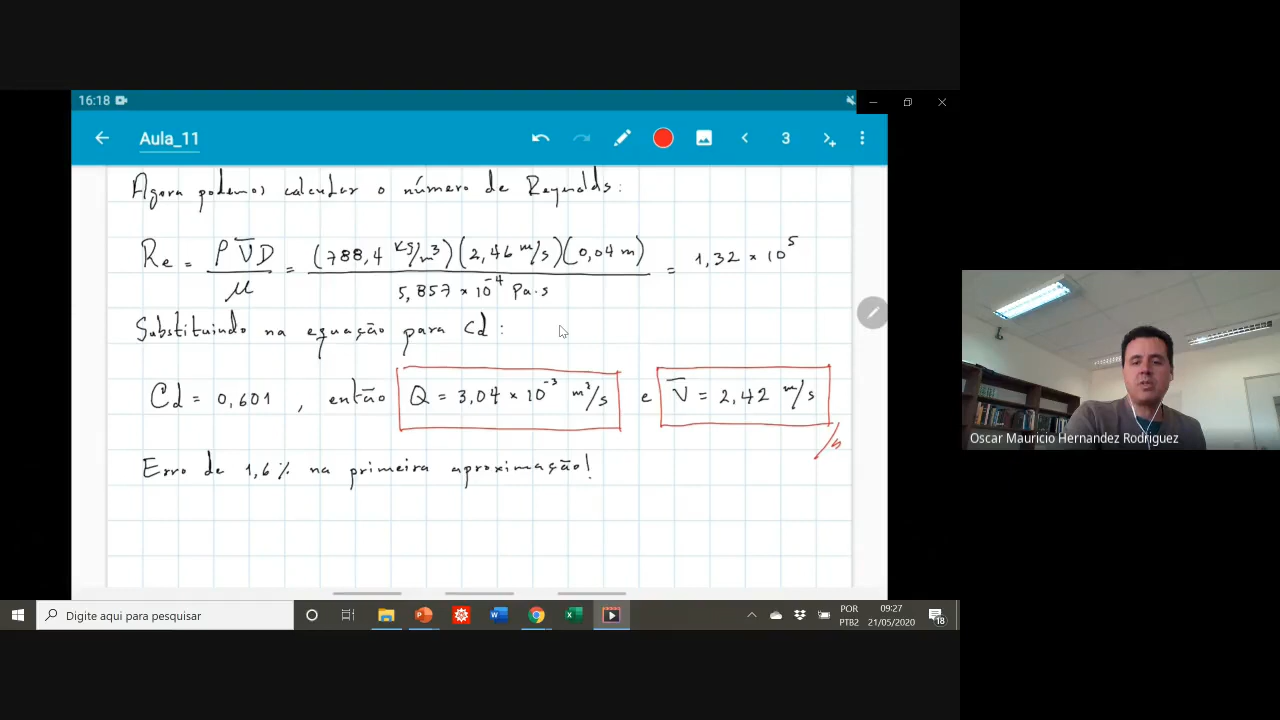 16:18
Aula_11
3
Agora podemos calcular o número de Reynolds:
Re = ρV̄D/μ = (788,4 kg/m³)(2,46 m/s)(0,04 m)/5,857 × 10⁻⁴ Pa.s = 1,32 × 10⁵
Substituindo na equação para Cd:
Cd = 0,601, então Q = 3,04 × 10⁻³ m³/s e V̄ = 2,42 m/s
Erro de 1,6% na primeira aproximação!
Oscar Mauricio Hernandez Rodriguez
Digite aqui para pesquisar
POR
PTB2
09:27
21/05/2020
18